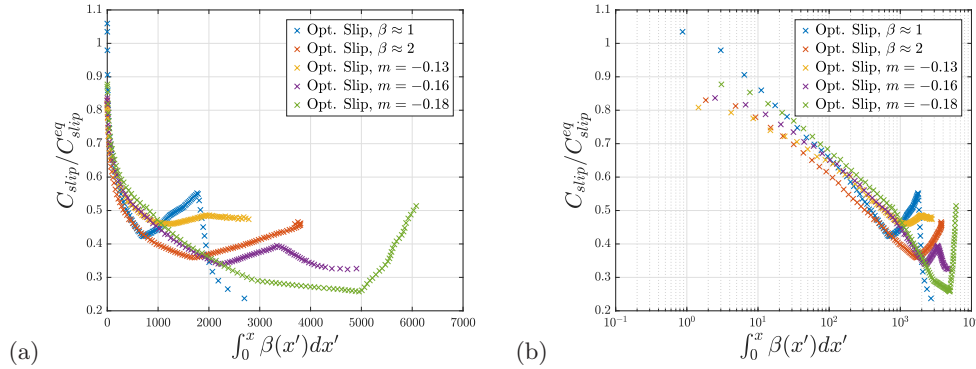 1.1
1
0.9
0.8
0.7
0.6
0.5
0.4
0.3
0.2
C_{slip}/C^{eq}_{slip}
0 1000 2000 3000 4000 5000 6000 7000
∫_0^x β(x′)dx′
Opt. Slip, β ≈ 1
Opt. Slip, β ≈ 2
Opt. Slip, m = −0.13
Opt. Slip, m = −0.16
Opt. Slip, m = −0.18
(a)
1.1
1
0.9
0.8
0.7
0.6
0.5
0.4
0.3
0.2
C_{slip}/C^{eq}_{slip}
10^{−1} 10^0 10^1 10^2 10^3 10^4
∫_0^x β(x′)dx′
Opt. Slip, β ≈ 1
Opt. Slip, β ≈ 2
Opt. Slip, m = −0.13
Opt. Slip, m = −0.16
Opt. Slip, m = −0.18
(b)